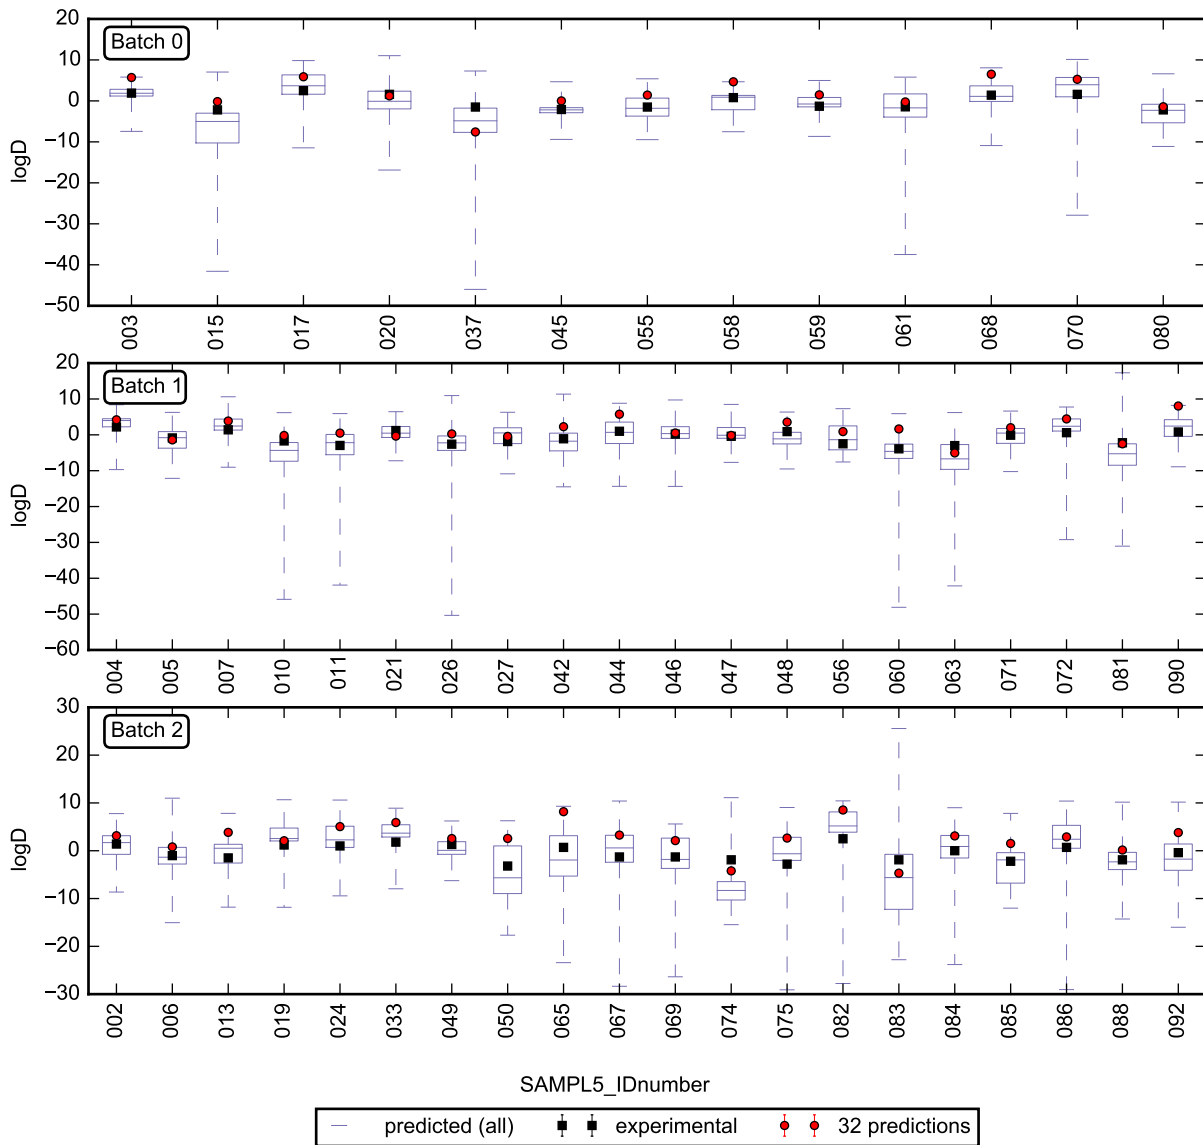 Batch 0
20
10
0
−10
−20
−30
−40
−50
logD
003 015 017 020 037 045 055 058 059 061 068 070 080
Batch 1
20
10
0
−10
−20
−30
−40
−50
−60
logD
004 005 007 010 011 021 026 027 042 044 046 047 048 056 060 063 071 072 081 090
Batch 2
30
20
10
0
−10
−20
−30
logD
002 006 013 019 024 033 049 050 065 067 069 074 075 082 083 084 085 086 088 092
SAMPL5_IDnumber
predicted (all) experimental 32 predictions